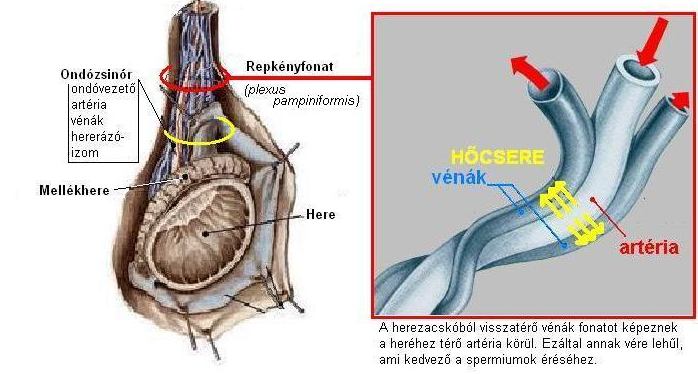 Ondózsinór
ondóvezető
artéria
vénák
hererázó-
izom
Mellékhere
Repkényfonat
(plexus
pampiniformis)
Here
HŐCSERE
vénák
artéria
A herezacskóból visszatérő vénák fonatot képeznek
a heréhez térő artéria körül. Ezáltal annak vére lehűl,
ami kedvező a spermiumok éréséhez.